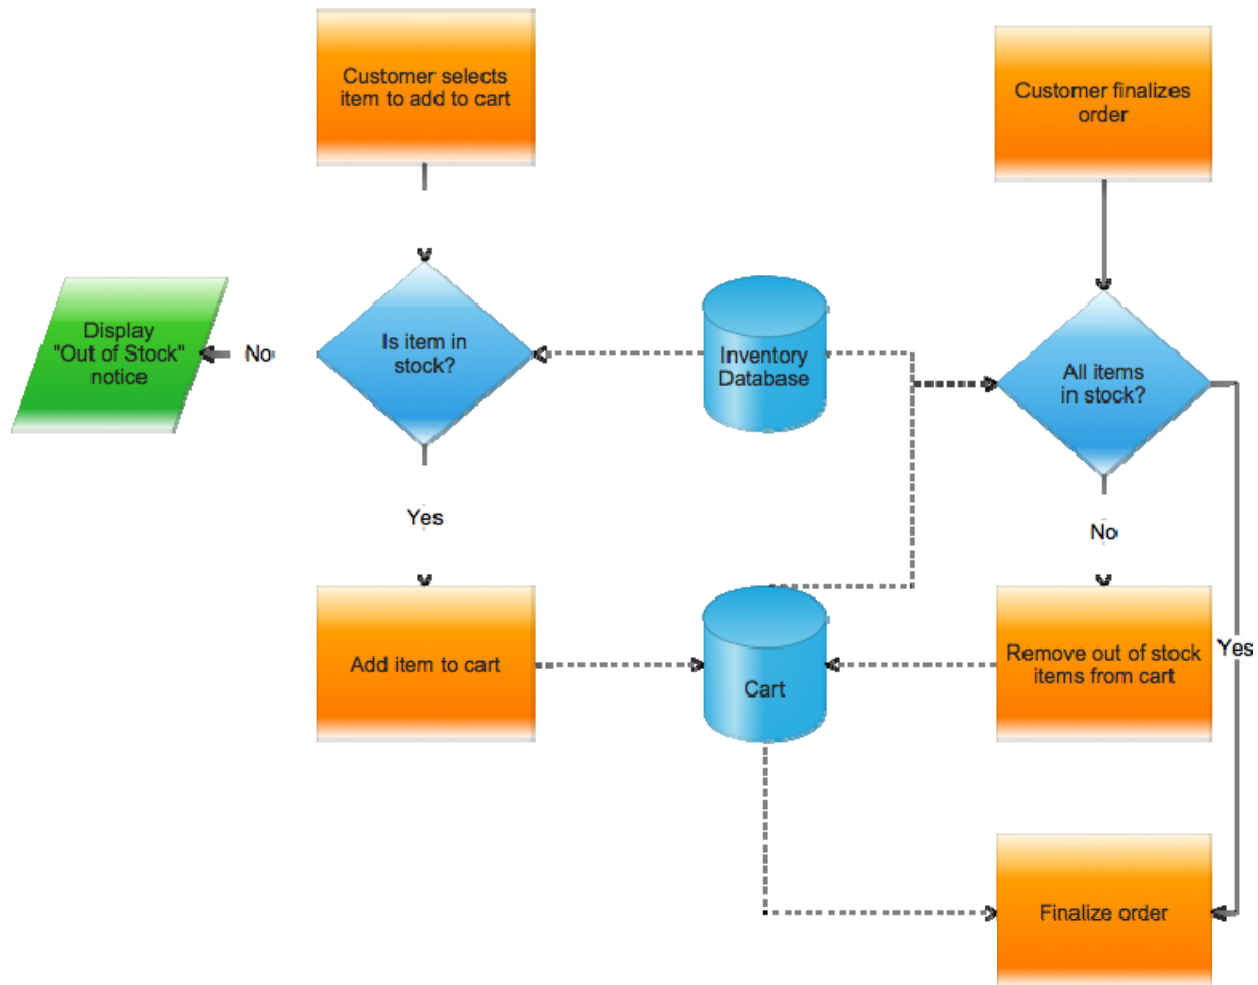 Customer selects
item to add to cart
Customer finalizes
order
Display
"Out of Stock"
notice
No
Is item in
stock?
Inventory
Database
All items
in stock?
Yes
No
Add item to cart
Cart
Remove out of stock
items from cart
Yes
Finalize order